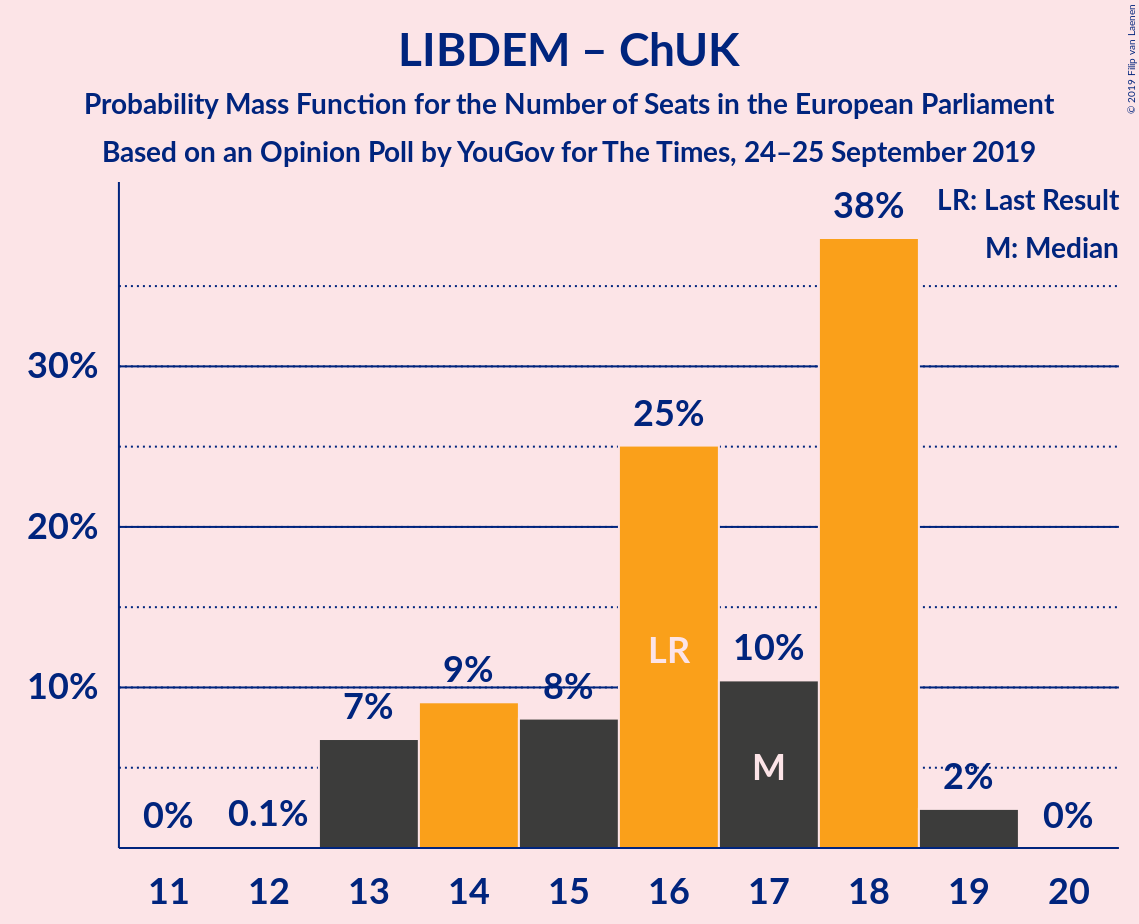 LIBDEM – ChUK
Probability Mass Function for the Number of Seats in the European Parliament
Based on an Opinion Poll by YouGov for The Times, 24–25 September 2019
© 2019 Filip van Laenen
LR: Last Result
M: Median
38%
30%
25%
20%
LR
10%
10%
9%
8%
7%
M
2%
0%
0.1%
0%
11 12 13 14 15 16 17 18 19 20